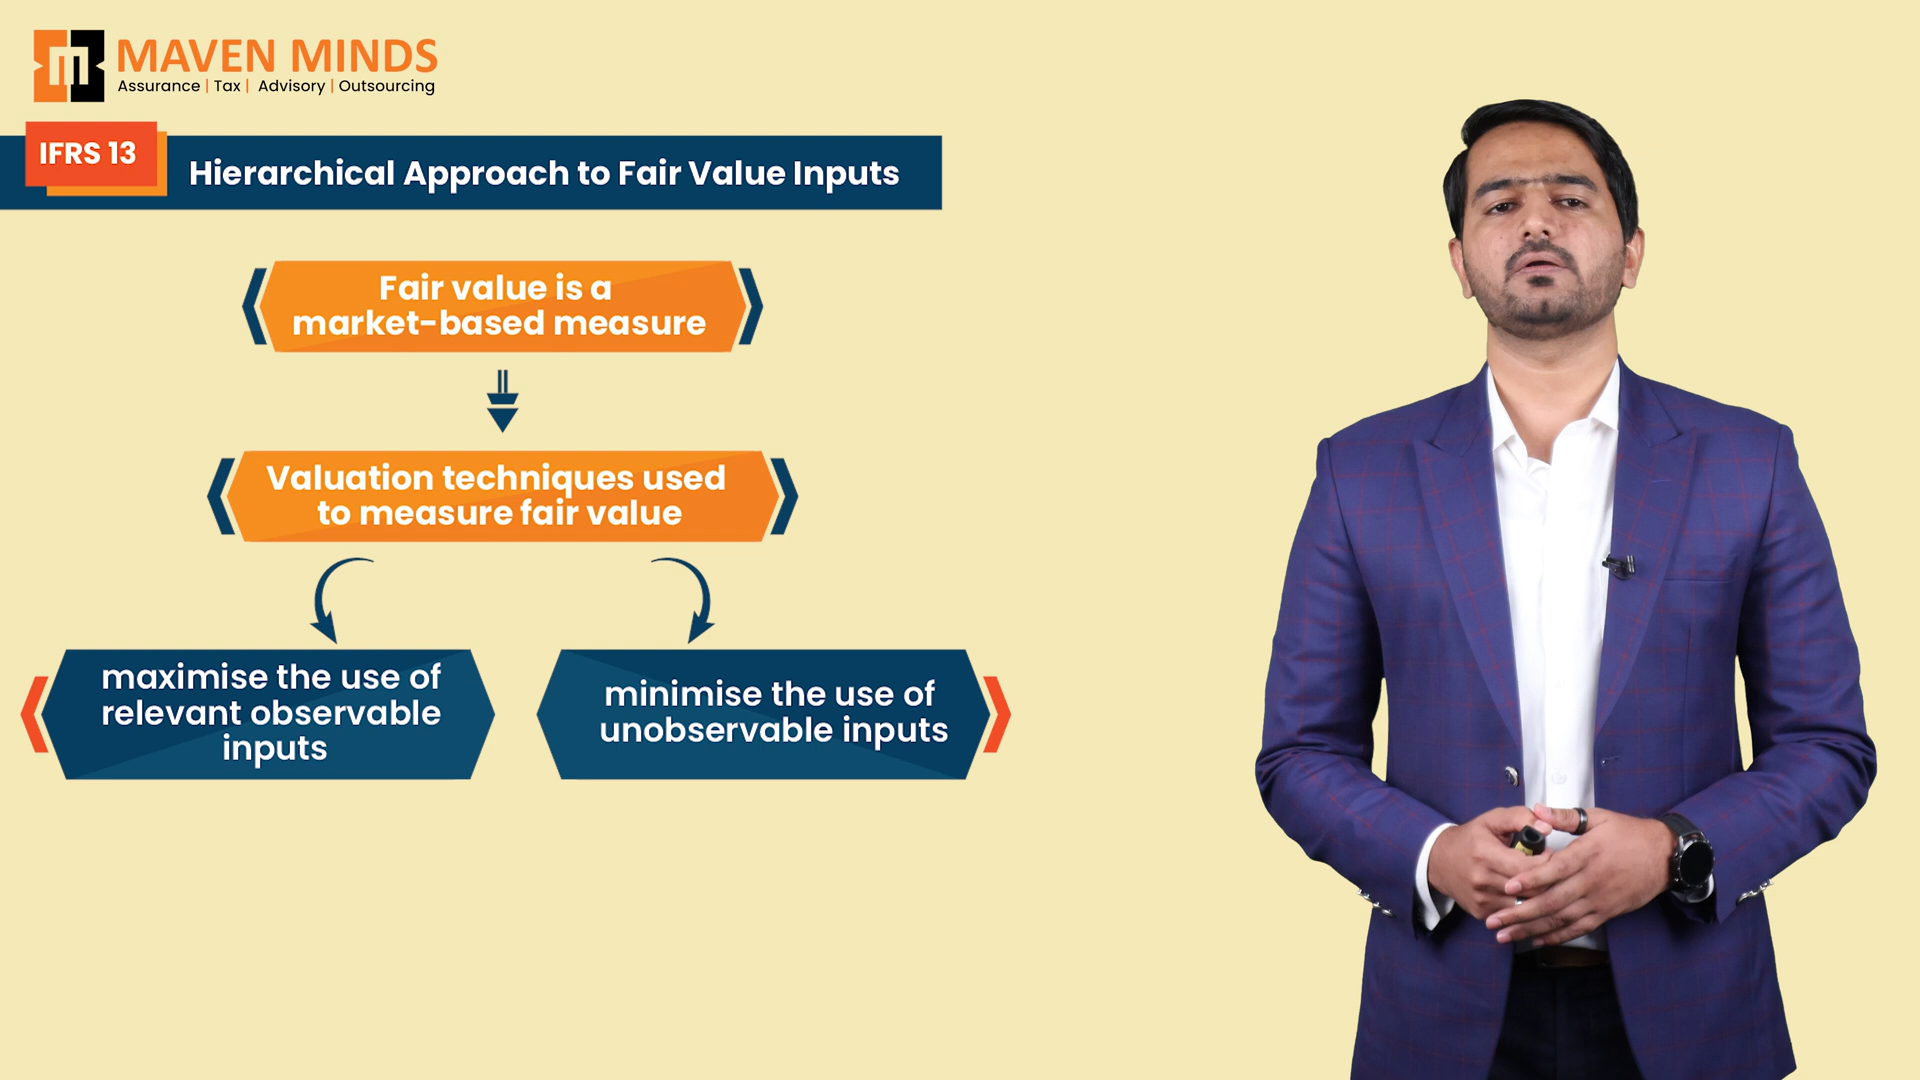 MAVEN MINDS
Assurance | Tax | Advisory | Outsourcing
IFRS 13
Hierarchical Approach to Fair Value Inputs
Fair value is a
market-based measure
Valuation techniques used
to measure fair value
maximise the use of
relevant observable
inputs
minimise the use of
unobservable inputs